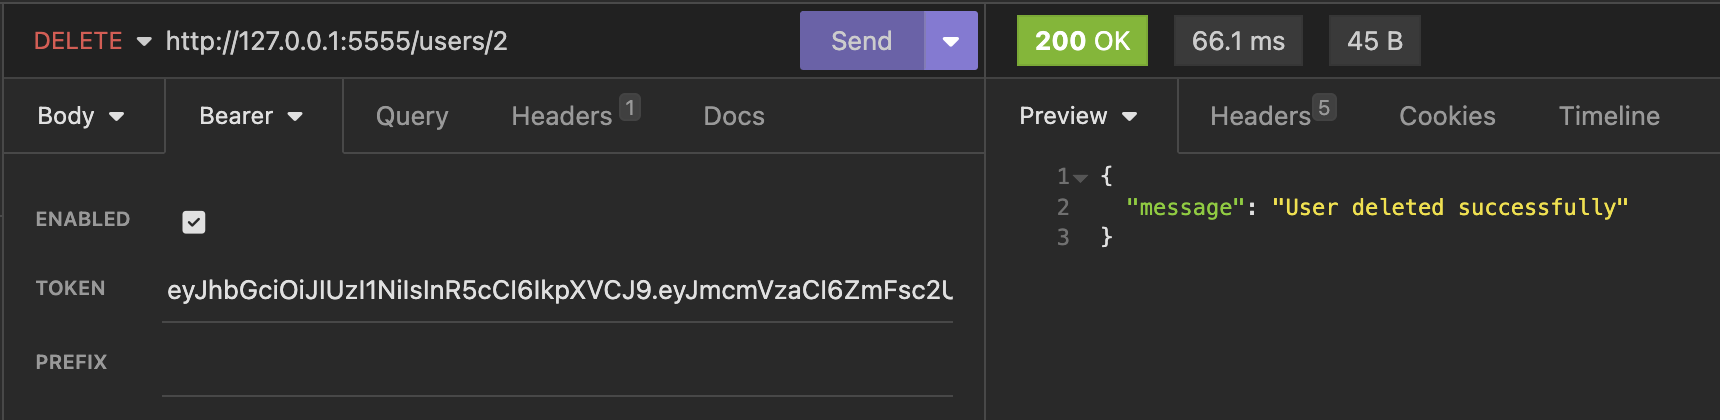 DELETE http://127.0.0.1:5555/users/2 Send 200 OK 66.1 ms 45 B
Body Bearer Query Headers 1 Docs
Preview Headers 5 Cookies Timeline
ENABLED
TOKEN eyJhbGciOiJIUzI1NiIsInR5cCI6IkpXVCJ9.eyJmcmVzaCI6ZmFsc2U
PREFIX
1 {
2 "message": "User deleted successfully"
3 }